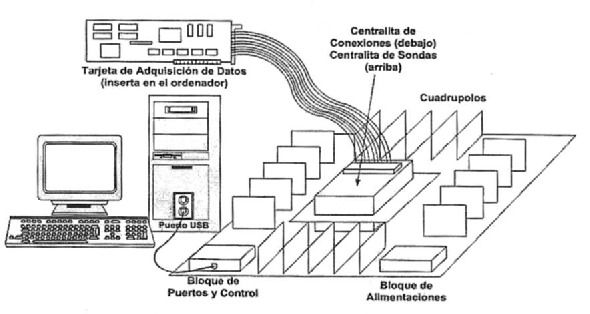 Centralita de
Conexiones (debajo)
Centralita de Sondas
(arriba)
Tarjeta de Adquisición de Datos
(inserta en el ordenador)
Cuadrupolos
Puerto USB
Bloque de
Puertos y Control
Bloque de
Alimentaciones